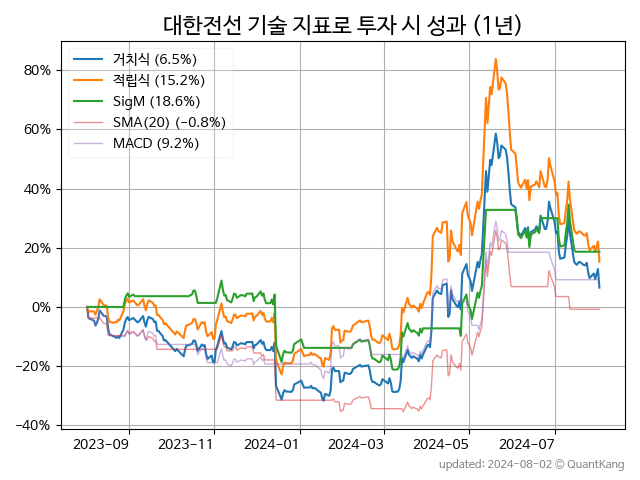 대한전선 기술 지표로 투자 시 성과 (1년)
거치식 (6.5%)
적립식 (15.2%)
SigM (18.6%)
SMA(20) (−0.8%)
MACD (9.2%)
80%
60%
40%
20%
0%
−20%
−40%
2023-09 2023-11 2024-01 2024-03 2024-05 2024-07
updated: 2024-08-02 © QuantKang